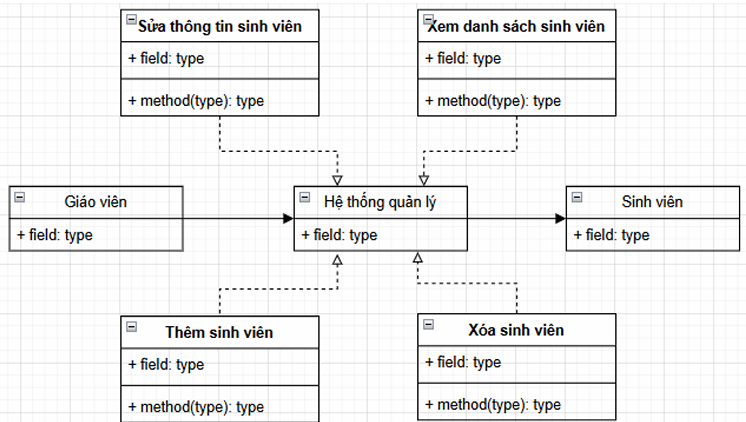 Sửa thông tin sinh viên
+ field: type
+ method(type): type
Xem danh sách sinh viên
+ field: type
+ method(type): type
Giáo viên
+ field: type
Hệ thống quản lý
+ field: type
Sinh viên
+ field: type
Thêm sinh viên
+ field: type
+ method(type): type
Xóa sinh viên
+ field: type
+ method(type): type